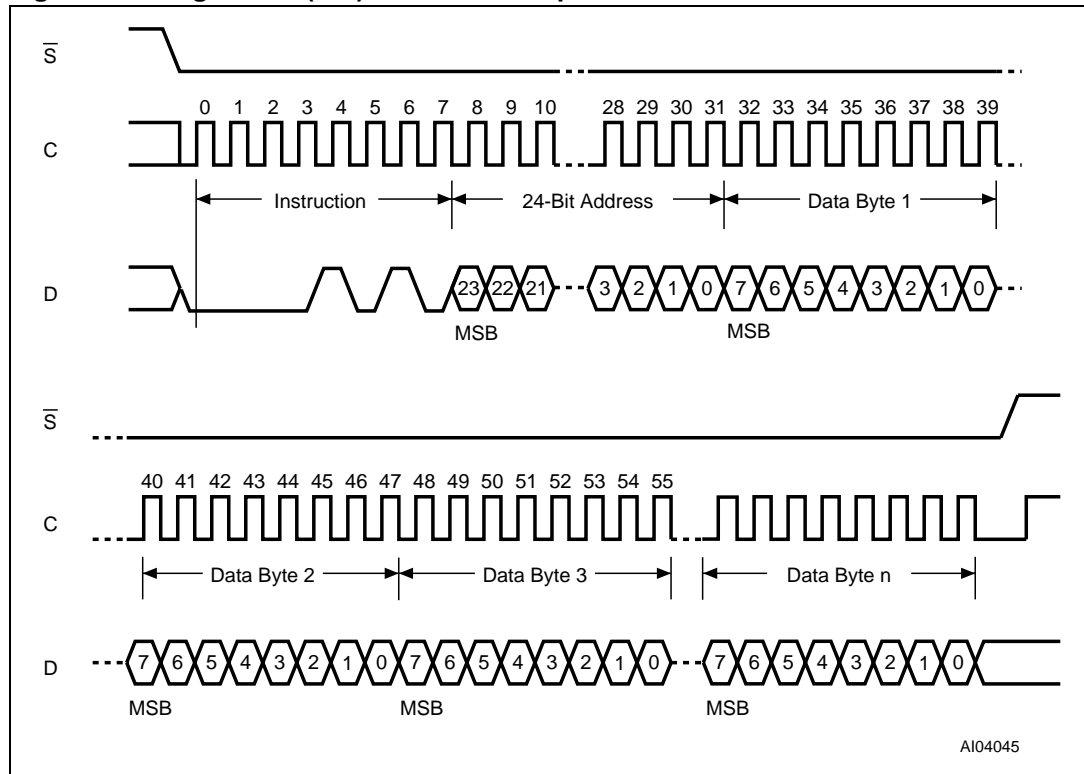 S
0 1 2 3 4 5 6 7 8 9 10 28 29 30 31 32 33 34 35 36 37 38 39
C
Instruction 24-Bit Address Data Byte 1
D 23 22 21 3 2 1 0 7 6 5 4 3 2 1 0
MSB MSB
S
40 41 42 43 44 45 46 47 48 49 50 51 52 53 54 55
C
Data Byte 2 Data Byte 3 Data Byte n
D 7 6 5 4 3 2 1 0 7 6 5 4 3 2 1 0 7 6 5 4 3 2 1 0
MSB MSB MSB
AI04045